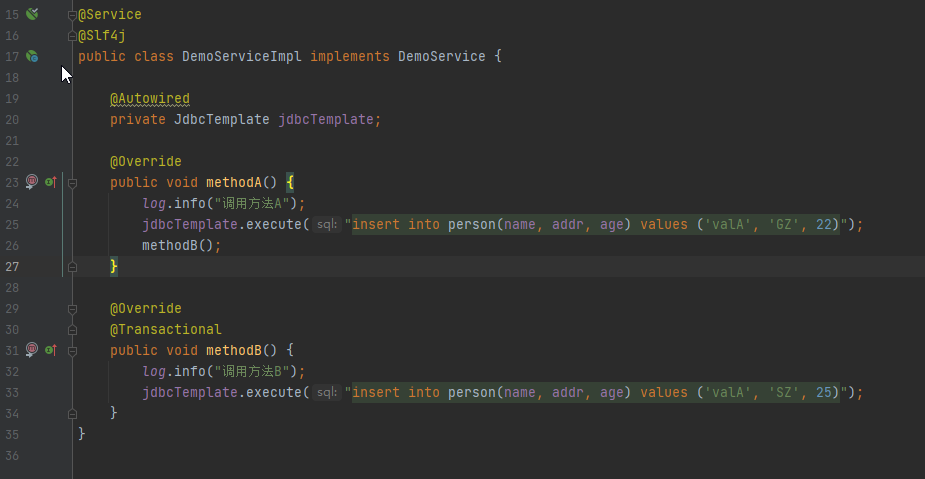 15 @Service
16 @Slf4j
17 public class DemoServiceImpl implements DemoService {
18
19 @Autowired
20 private JdbcTemplate jdbcTemplate;
21
22 @Override
23 public void methodA() {
24 log.info("调用方法A");
25 jdbcTemplate.execute( sql: "insert into person(name, addr, age) values ('valA', 'GZ', 22)");
26 methodB();
27 }
28
29 @Override
30 @Transactional
31 public void methodB() {
32 log.info("调用方法B");
33 jdbcTemplate.execute( sql: "insert into person(name, addr, age) values ('valA', 'SZ', 25)");
34 }
35 }
36